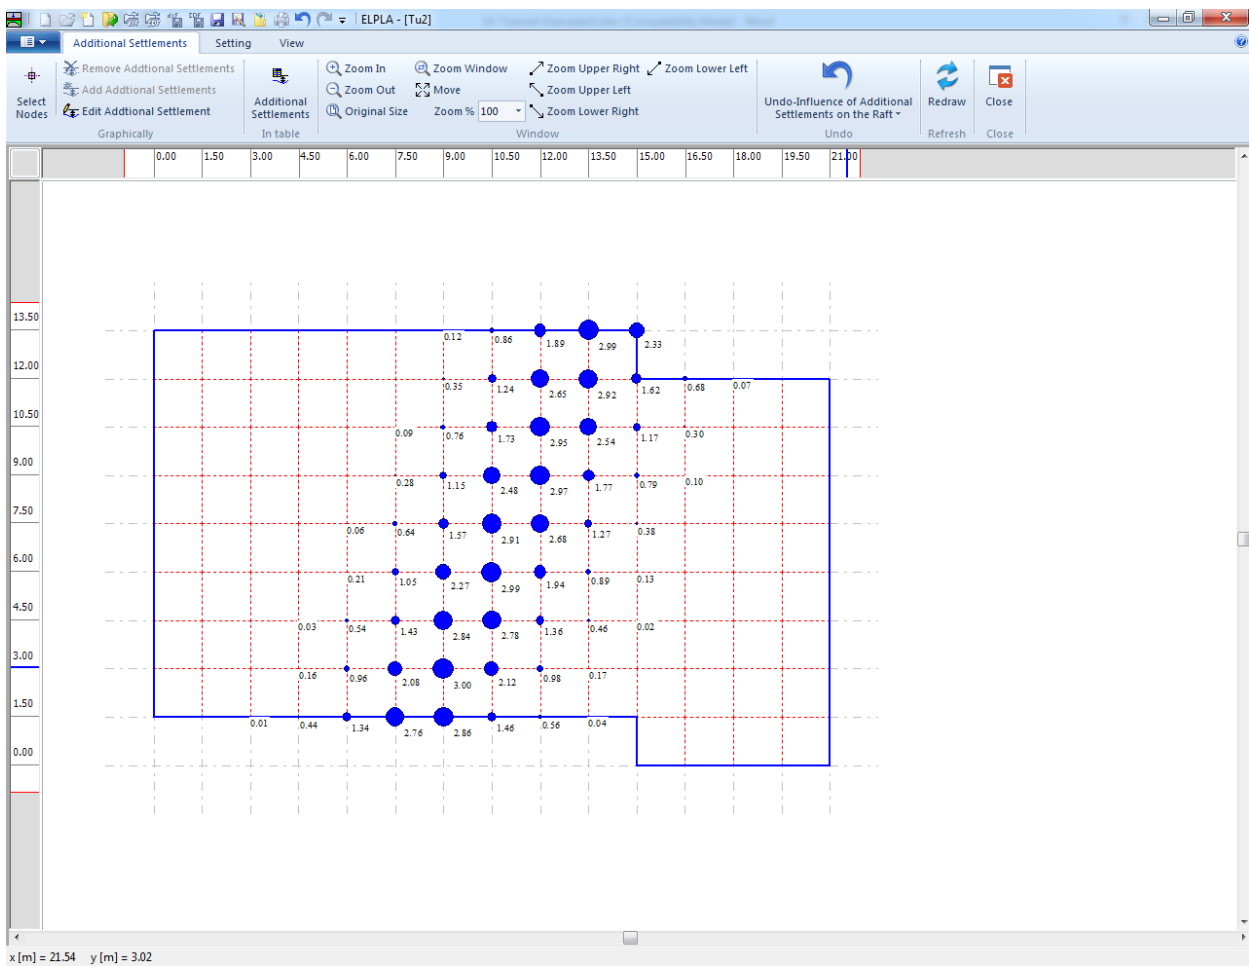 ELPLA - [Tu2]
Additional Settlements Setting View
Select Nodes
Remove Addtional Settlements
Add Addtional Settlements
Edit Addtional Settlement
Graphically
Additional Settlements
In table
Zoom In Zoom Window Zoom Upper Right Zoom Lower Left
Zoom Out Move Zoom Upper Left
Original Size Zoom % 100 Zoom Lower Right
Window
Undo-Influence of Additional
Settlements on the Raft
Undo
Redraw
Refresh
Close
Close
0.00 1.50 3.00 4.50 6.00 7.50 9.00 10.50 12.00 13.50 15.00 16.50 18.00 19.50 21.00
13.50
0.12 0.86 1.89 2.99 2.33
12.00
0.35 1.24 2.65 2.92 1.62 0.68 0.07
10.50
0.09 0.76 1.73 2.95 2.54 1.17 0.30
9.00
0.28 1.15 2.48 2.97 1.77 0.79 0.10
7.50
0.06 0.64 1.57 2.91 2.68 1.27 0.38
6.00
0.21 1.05 2.27 2.99 1.94 0.89 0.13
4.50
0.03 0.54 1.43 2.84 2.78 1.36 0.46 0.02
3.00
0.16 0.96 2.08 3.00 2.12 0.98 0.17
1.50
0.01 0.44 1.34 2.76 2.86 1.46 0.56 0.04
0.00
x [m] = 21.54 y [m] = 3.02